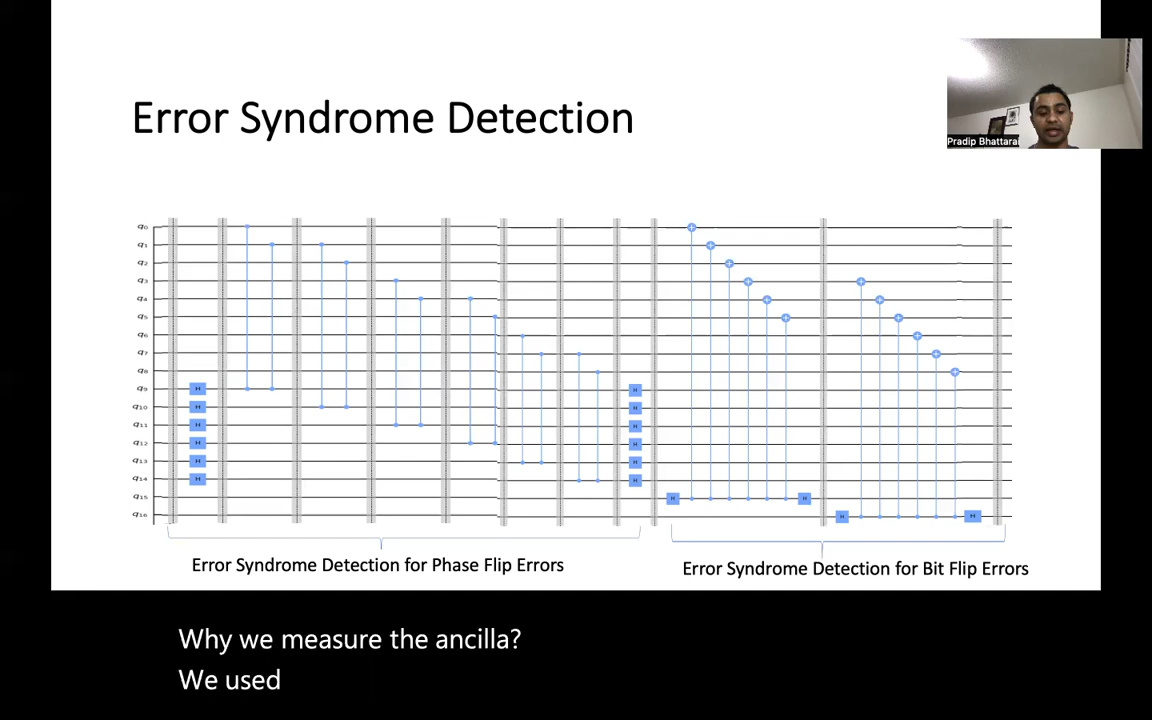 Error Syndrome Detection
Pradip Bhattarai
q0
q1
q2
q3
q4
q5
q6
q7
q8
q9
q10
q11
q12
q13
q14
q15
q16
H H
H H
H H
H H
H H
H H
H H
H H
Error Syndrome Detection for Phase Flip Errors
Error Syndrome Detection for Bit Flip Errors
Why we measure the ancilla?
We used